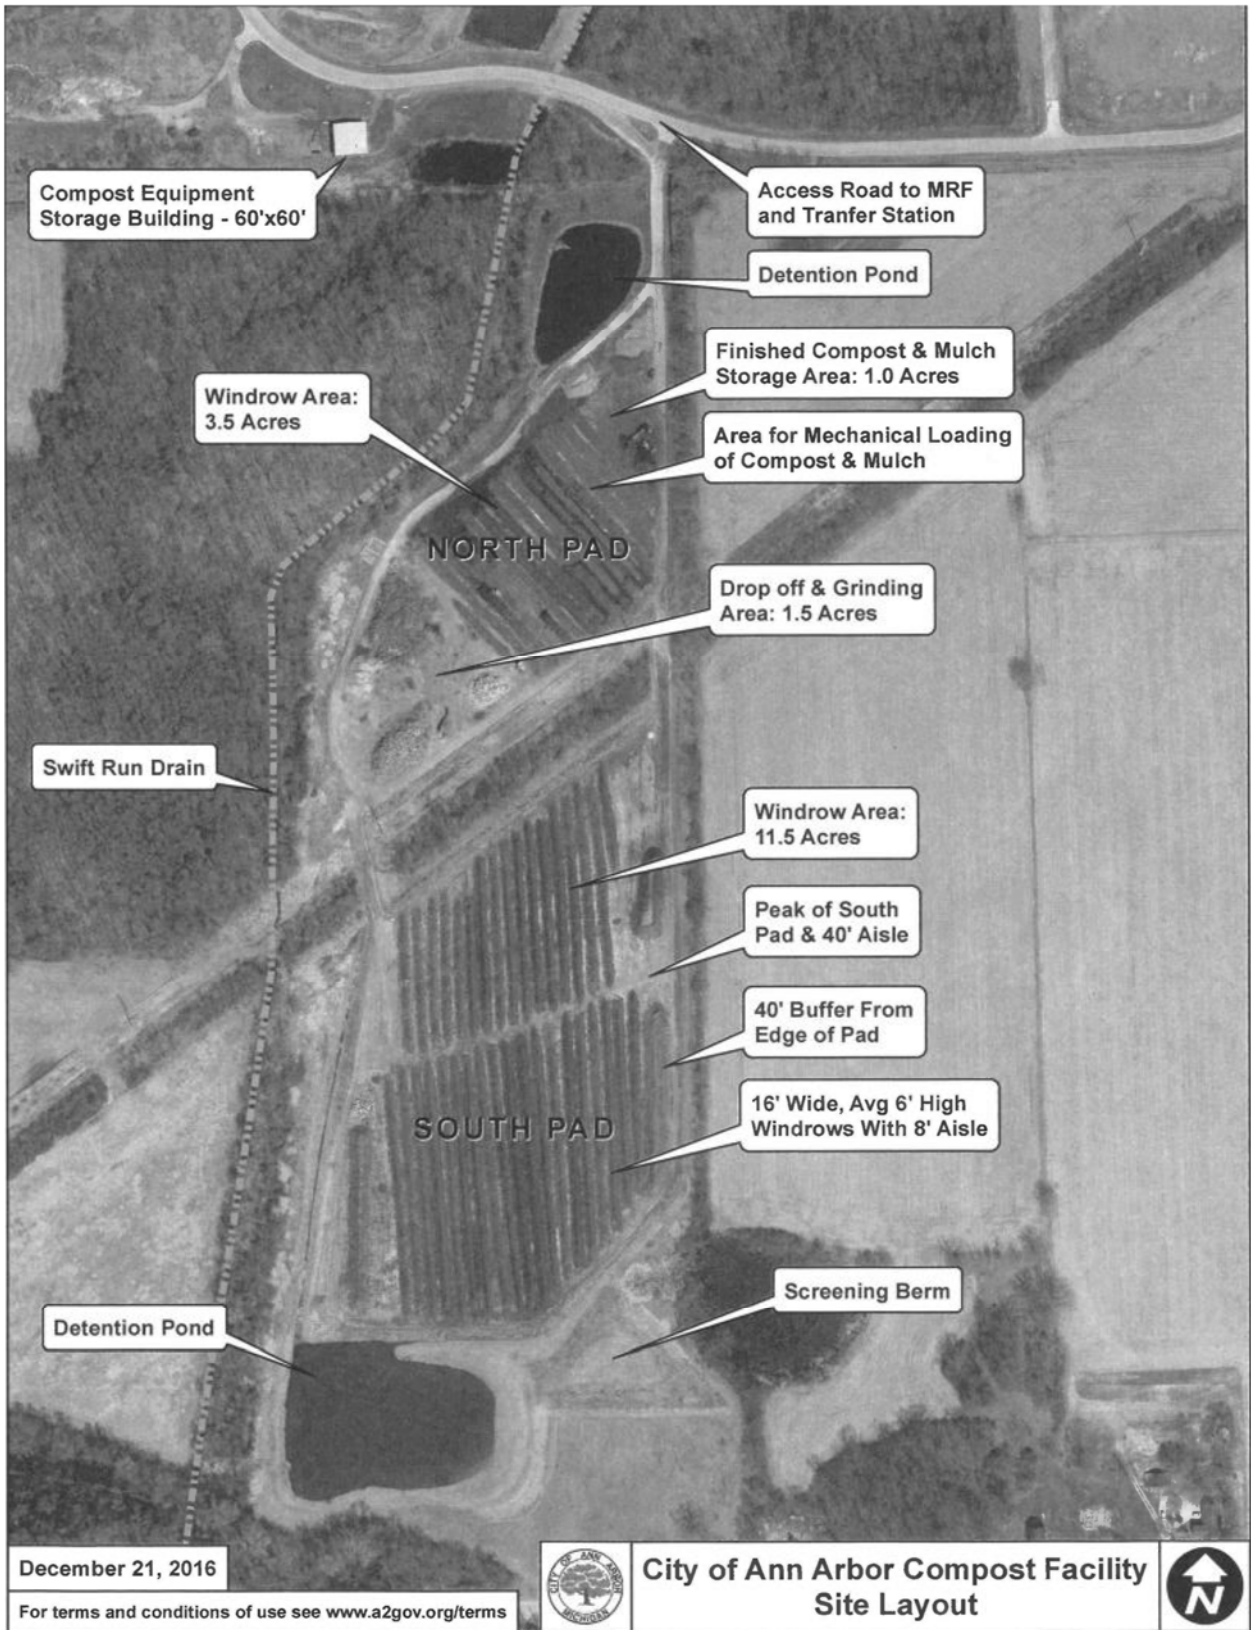 Compost Equipment
Storage Building - 60'x60'
Access Road to MRF
and Tranfer Station
Detention Pond
Finished Compost & Mulch
Storage Area: 1.0 Acres
Windrow Area:
3.5 Acres
Area for Mechanical Loading
of Compost & Mulch
NORTH PAD
Drop off & Grinding
Area: 1.5 Acres
Swift Run Drain
Windrow Area:
11.5 Acres
Peak of South
Pad & 40' Aisle
40' Buffer From
Edge of Pad
16' Wide, Avg 6' High
Windrows With 8' Aisle
SOUTH PAD
Screening Berm
Detention Pond
December 21, 2016
For terms and conditions of use see www.a2gov.org/terms
CITY OF ANN ARBOR
MICHIGAN
City of Ann Arbor Compost Facility
Site Layout
N